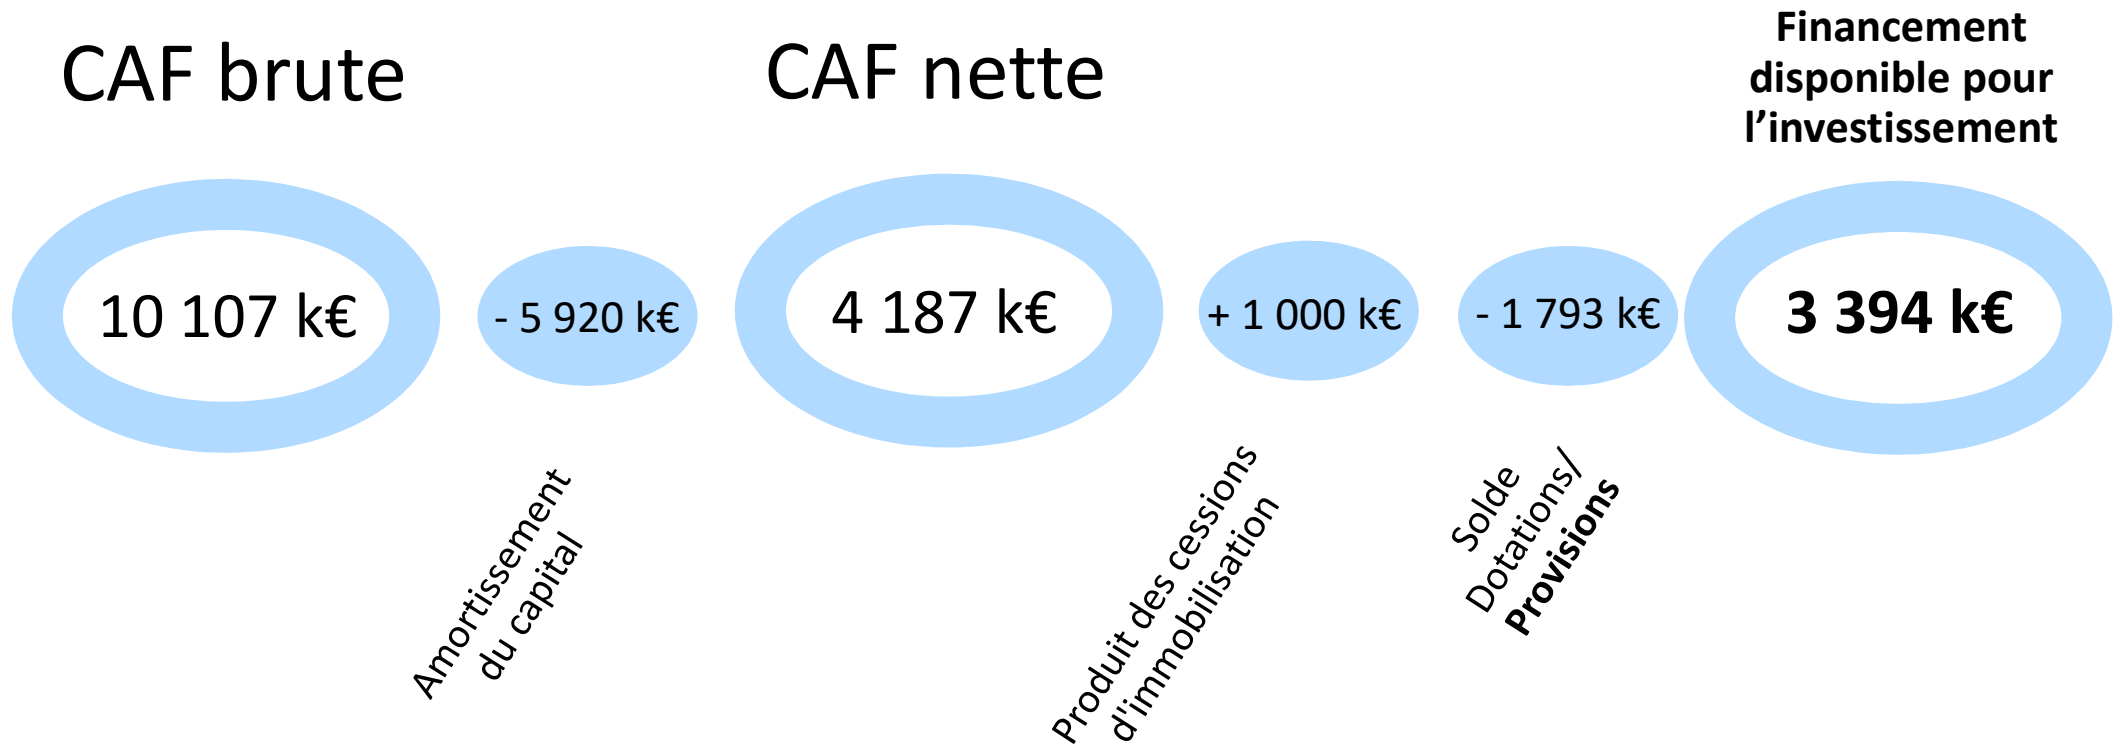 CAF brute
CAF nette
Financement
disponible pour
l’investissement
10 107 k€
- 5 920 k€
4 187 k€
+ 1 000 k€
- 1 793 k€
3 394 k€
Amortissement
du capital
Produit des cessions
d'immobilisation
Solde
Dotations/
Provisions